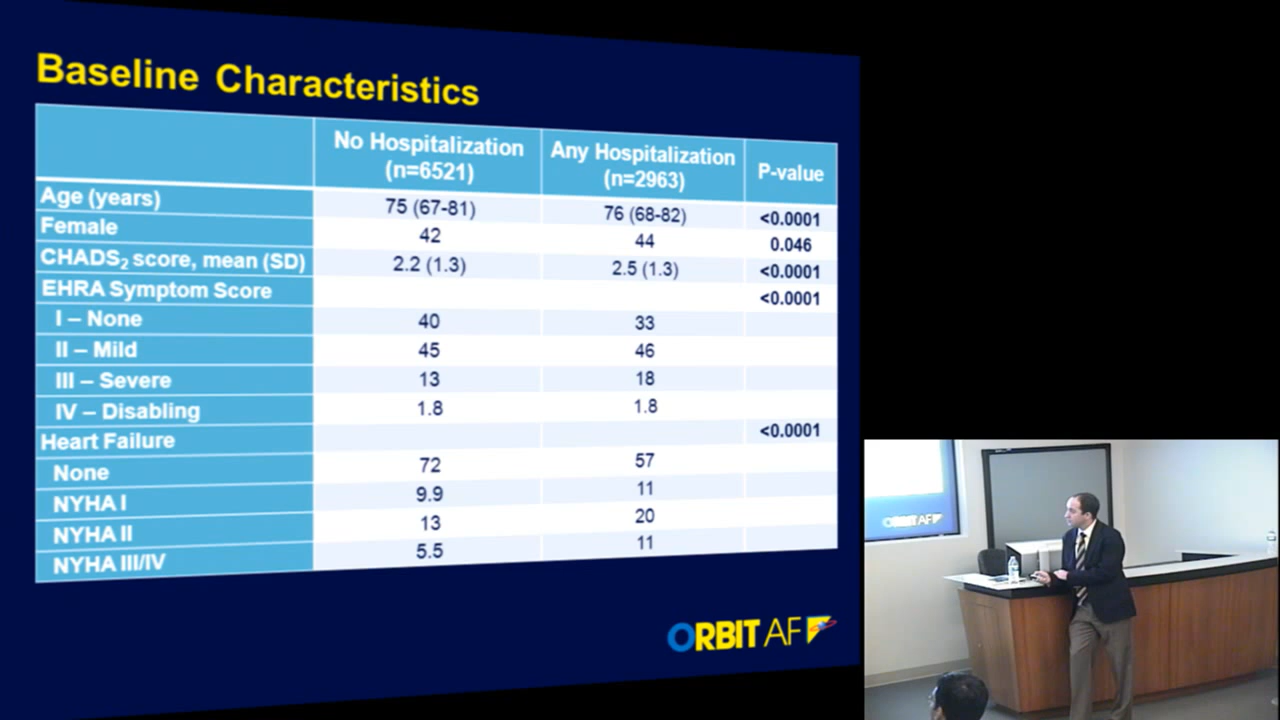 Baseline Characteristics
No Hospitalization (n=6521) Any Hospitalization (n=2963) P-value
Age (years) 75 (67-81) 76 (68-82) <0.0001
Female 42 44 0.046
CHADS₂ score, mean (SD) 2.2 (1.3) 2.5 (1.3) <0.0001
EHRA Symptom Score <0.0001
I – None 40 33
II – Mild 45 46
III – Severe 13 18
IV – Disabling 1.8 1.8
Heart Failure <0.0001
None 72 57
NYHA I 9.9 11
NYHA II 13 20
NYHA III/IV 5.5 11
ORBIT AF
ORBIT AF